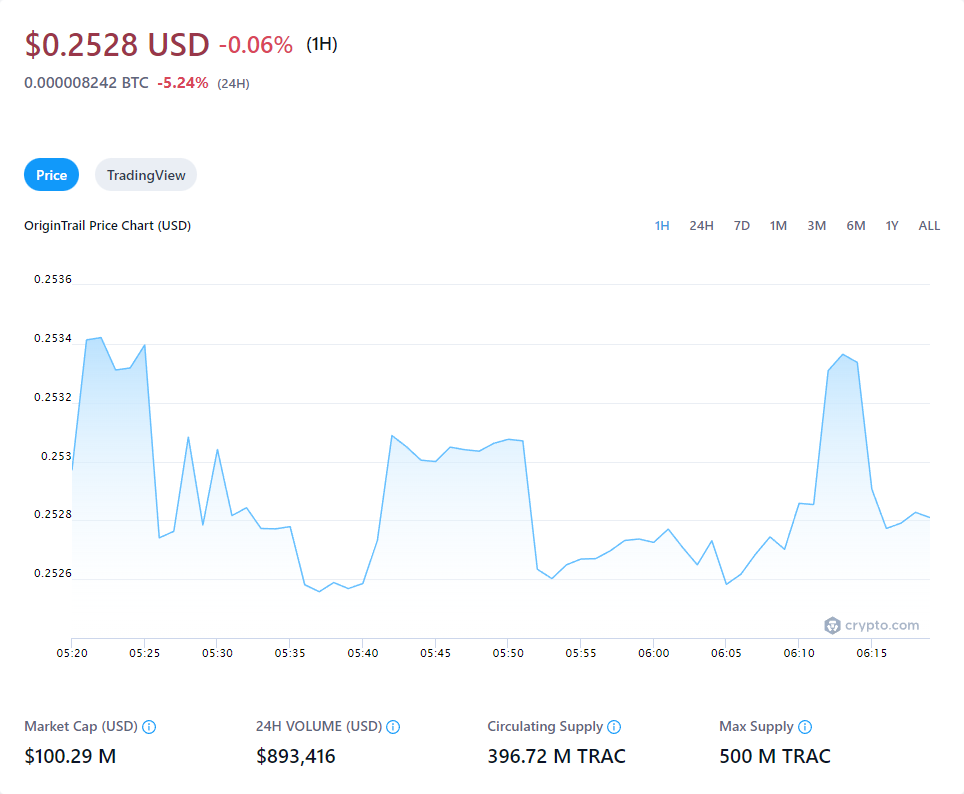 $0.2528 USD -0.06% (1H)
0.000008242 BTC -5.24% (24H)
Price TradingView
OriginTrail Price Chart (USD) 1H 24H 7D 1M 3M 6M 1Y ALL
0.2536
0.2534
0.2532
0.253
0.2528
0.2526
crypto.com
05:20 05:25 05:30 05:35 05:40 05:45 05:50 05:55 06:00 06:05 06:10 06:15
Market Cap (USD) 24H VOLUME (USD) Circulating Supply Max Supply
$100.29 M $893,416 396.72 M TRAC 500 M TRAC